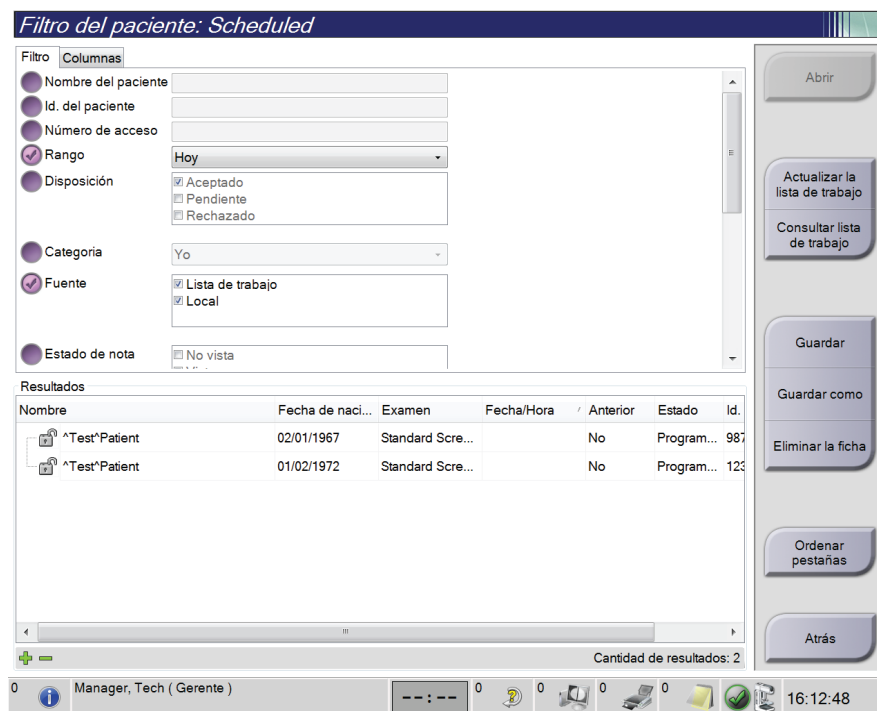 Filtro del paciente: Scheduled
Filtro Columnas
Nombre del paciente
Id. del paciente
Número de acceso
Rango Hoy
Disposición Aceptado
Pendiente
Rechazado
Categoria Yo
Fuente Lista de trabajo
Local
Estado de nota No vista
Abrir
Actualizar la
lista de trabajo
Consultar lista
de trabajo
Guardar
Guardar como
Eliminar la ficha
Ordenar
pestañas
Atrás
Resultados
Nombre Fecha de naci... Examen Fecha/Hora Anterior Estado Id.
^Test^Patient 02/01/1967 Standard Scre... No Program... 987
^Test^Patient 01/02/1972 Standard Scre... No Program... 123
Cantidad de resultados: 2
0 Manager, Tech ( Gerente ) --:-- 0 0 0 0 16:12:48